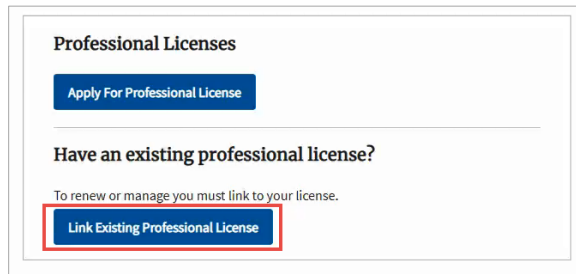 Professional Licenses
Apply For Professional License
Have an existing professional license?
To renew or manage you must link to your license.
Link Existing Professional License